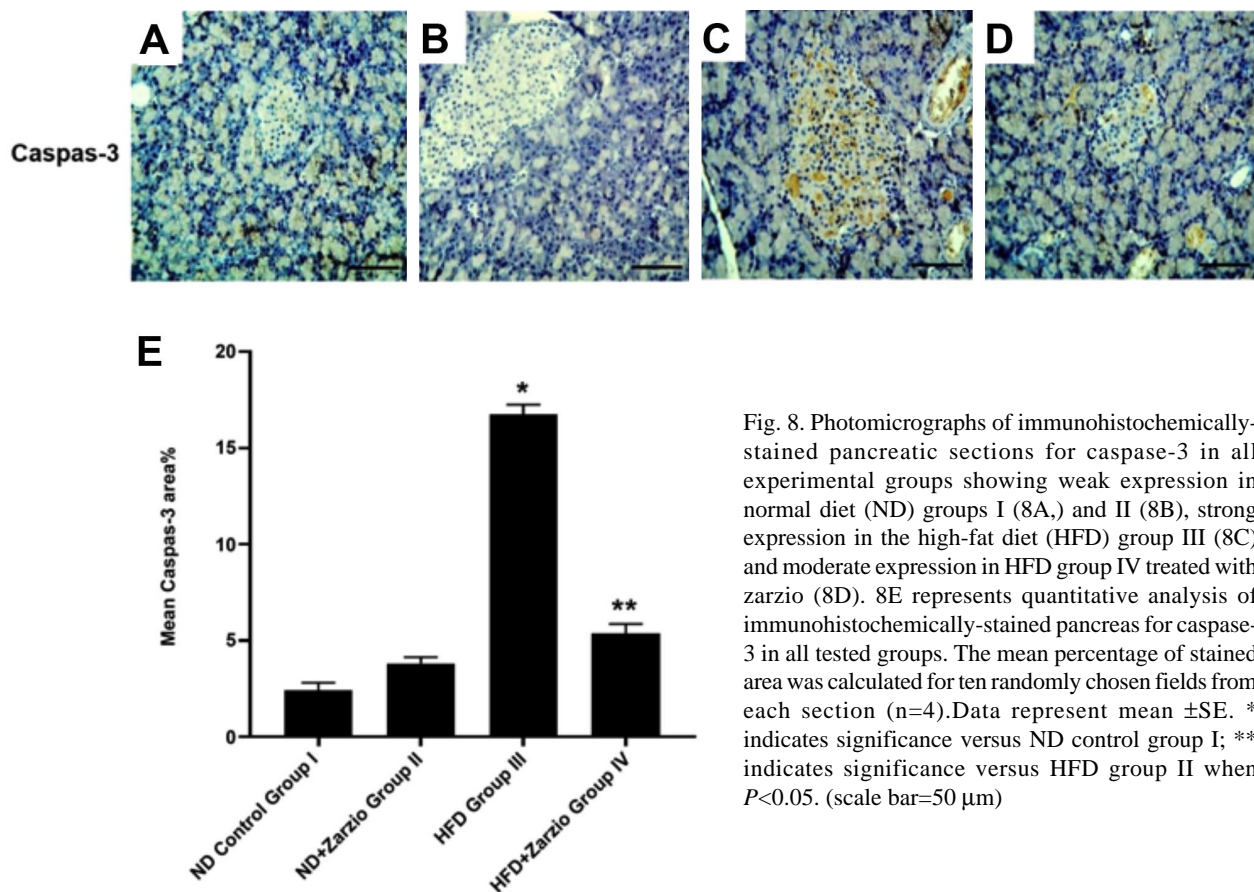 A
B
C
D
Caspas-3
E
20
15
10
5
0
Mean Caspas-3 area%
*
**
ND Control Group I
ND+Zarzio Group II
HFD Group III
HFD+Zarzio Group IV
Fig. 8. Photomicrographs of immunohistochemically-
stained pancreatic sections for caspase-3 in all
experimental groups showing weak expression in
normal diet (ND) groups I (8A,) and II (8B), strong
expression in the high-fat diet (HFD) group III (8C)
and moderate expression in HFD group IV treated with
zarzio (8D). 8E represents quantitative analysis of
immunohistochemically-stained pancreas for caspase-
3 in all tested groups. The mean percentage of stained
area was calculated for ten randomly chosen fields from
each section (n=4).Data represent mean ±SE. *
indicates significance versus ND control group I; **
indicates significance versus HFD group II when
P<0.05. (scale bar=50 μm)